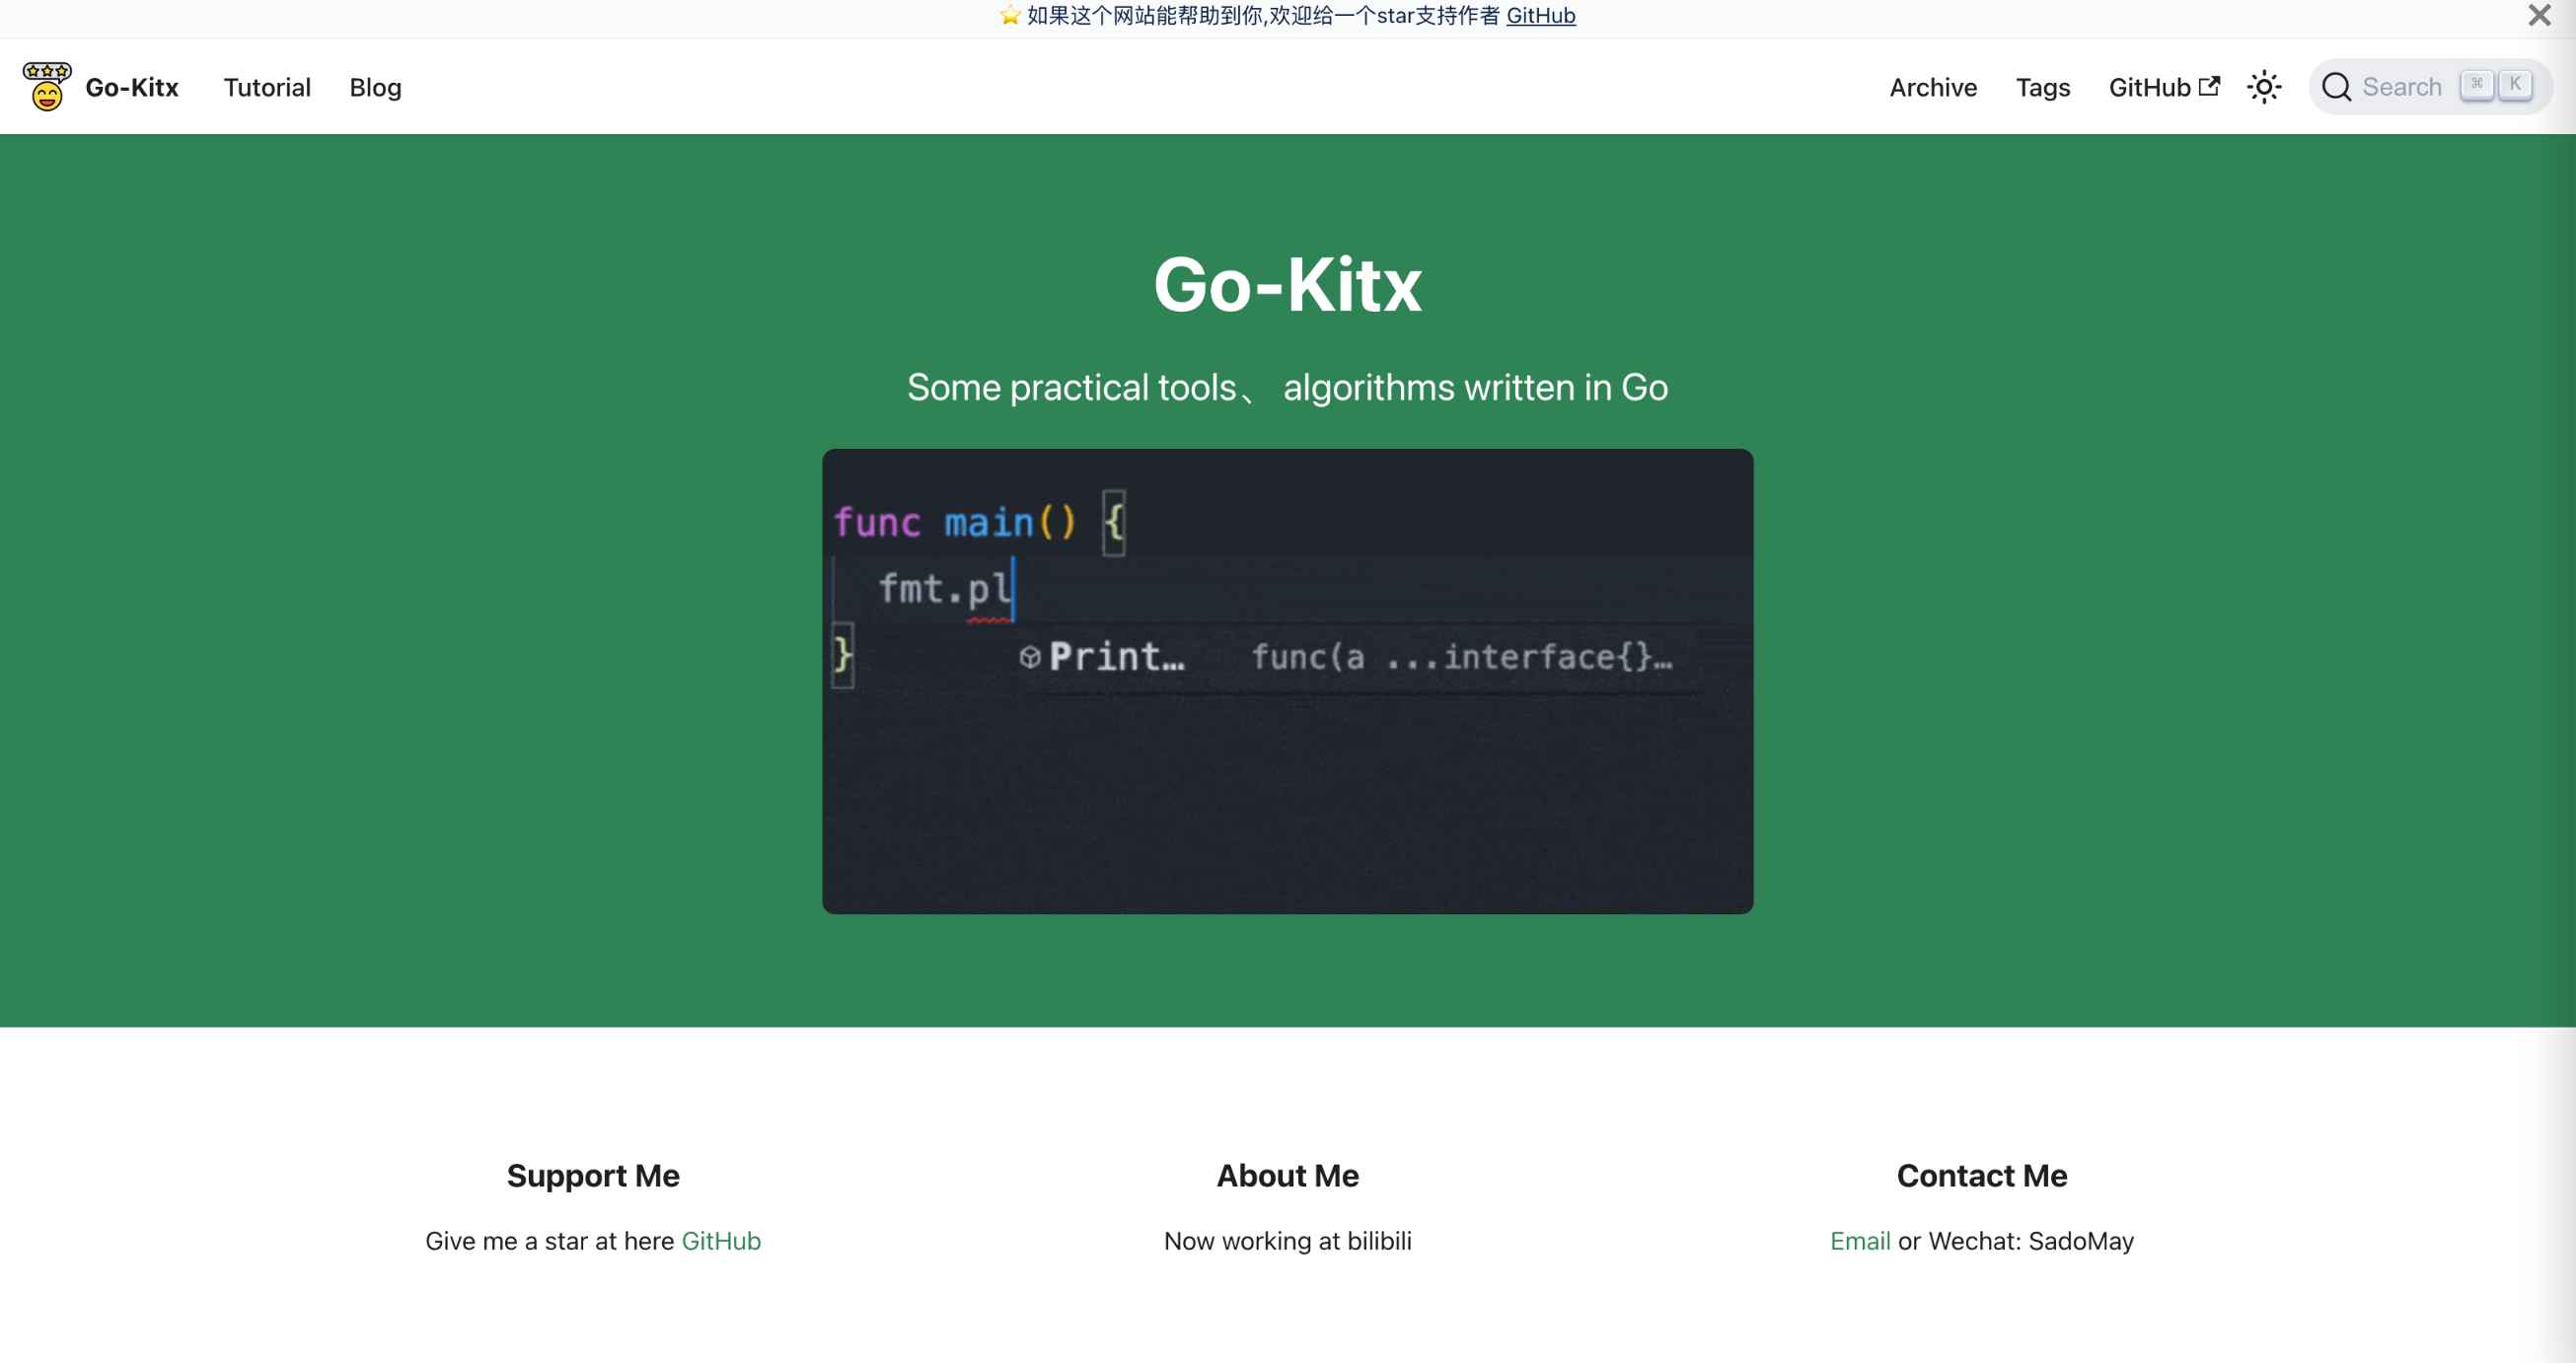 ⭐️ 如果这个网站能帮助到你,欢迎给一个star支持作者 GitHub
Go-Kitx Tutorial Blog Archive Tags GitHub Search ⌘ K
Go-Kitx
Some practical tools、 algorithms written in Go
func main() {
fmt.pl
} Print… func(a ...interface{}…
Support Me About Me Contact Me
Give me a star at here GitHub Now working at bilibili Email or Wechat: SadoMay